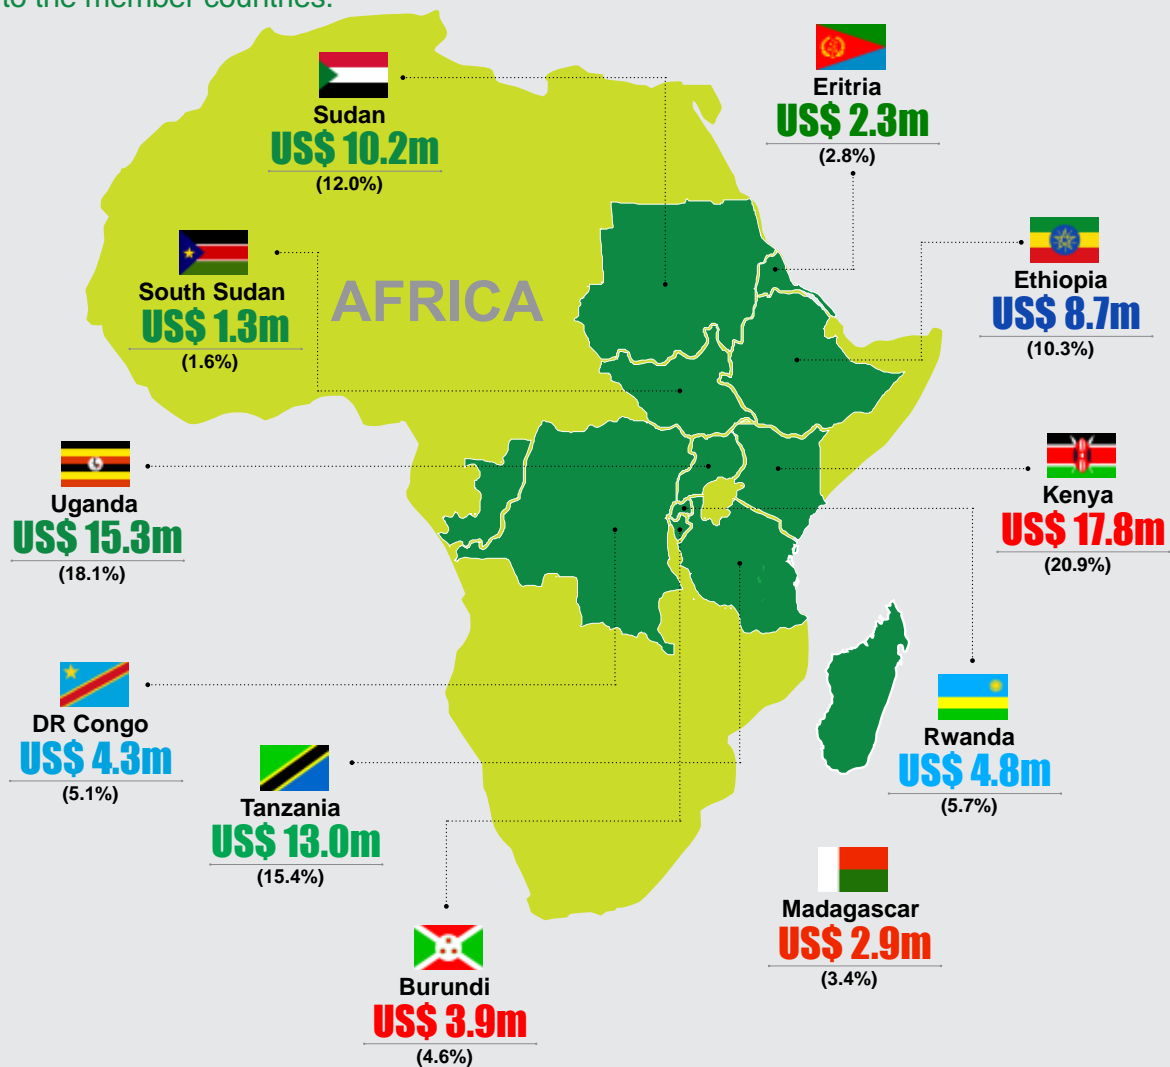 to the member countries.
Sudan
US$ 10.2m
(12.0%)
Eritria
US$ 2.3m
(2.8%)
South Sudan
US$ 1.3m
(1.6%)
AFRICA
Ethiopia
US$ 8.7m
(10.3%)
Uganda
US$ 15.3m
(18.1%)
Kenya
US$ 17.8m
(20.9%)
DR Congo
US$ 4.3m
(5.1%)
Rwanda
US$ 4.8m
(5.7%)
Tanzania
US$ 13.0m
(15.4%)
Madagascar
US$ 2.9m
(3.4%)
Burundi
US$ 3.9m
(4.6%)